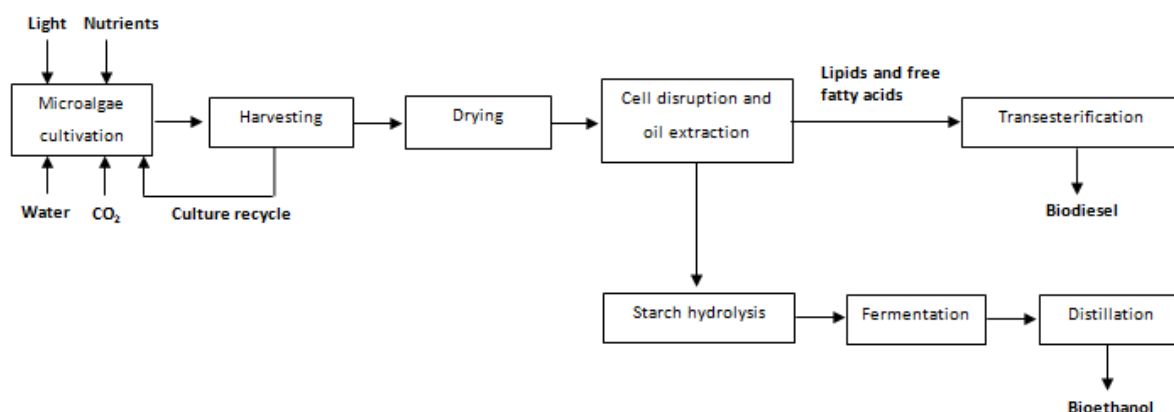 Light
Nutrients
Microalgae
cultivation
Harvesting
Drying
Cell disruption and
oil extraction
Lipids and free
fatty acids
Transesterification
Water
CO₂
Culture recycle
Biodiesel
Starch hydrolysis
Fermentation
Distillation
Bioethanol